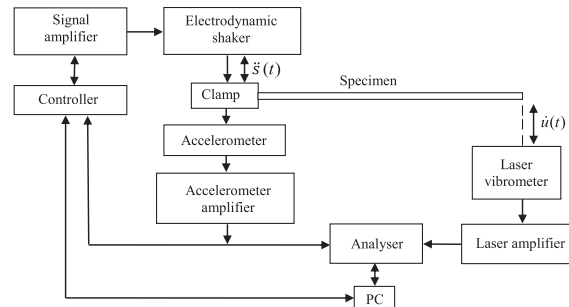 Signal
amplifier
Electrodynamic
shaker
s̈(t)
Controller
Clamp
Specimen
u̇(t)
Accelerometer
Laser
vibrometer
Accelerometer
amplifier
Analyser
Laser amplifier
PC